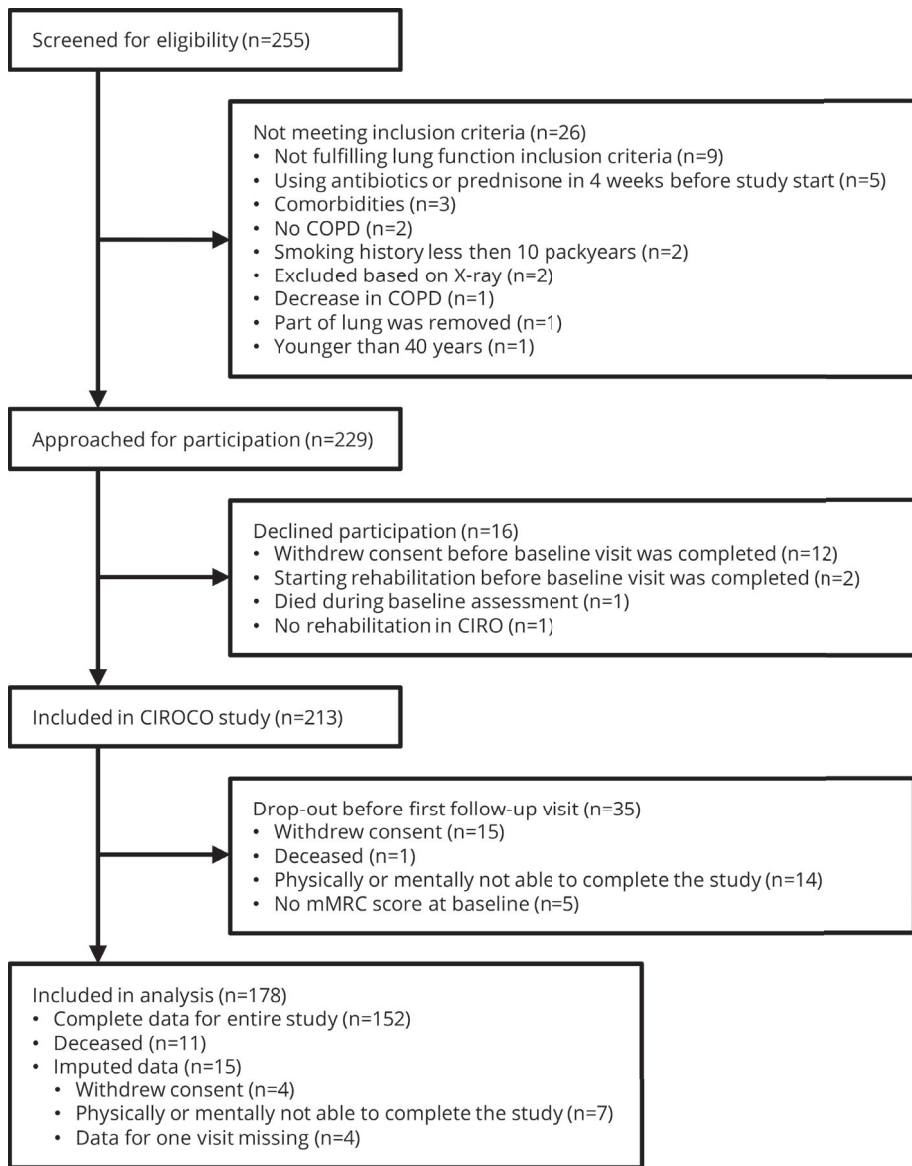 Screened for eligibility (n=255)
Not meeting inclusion criteria (n=26)
• Not fulfilling lung function inclusion criteria (n=9)
• Using antibiotics or prednisone in 4 weeks before study start (n=5)
• Comorbidities (n=3)
• No COPD (n=2)
• Smoking history less then 10 packyears (n=2)
• Excluded based on X-ray (n=2)
• Decrease in COPD (n=1)
• Part of lung was removed (n=1)
• Younger than 40 years (n=1)
Approached for participation (n=229)
Declined participation (n=16)
• Withdrew consent before baseline visit was completed (n=12)
• Starting rehabilitation before baseline visit was completed (n=2)
• Died during baseline assessment (n=1)
• No rehabilitation in CIRO (n=1)
Included in CIROCO study (n=213)
Drop-out before first follow-up visit (n=35)
• Withdrew consent (n=15)
• Deceased (n=1)
• Physically or mentally not able to complete the study (n=14)
• No mMRC score at baseline (n=5)
Included in analysis (n=178)
• Complete data for entire study (n=152)
• Deceased (n=11)
• Imputed data (n=15)
• Withdrew consent (n=4)
• Physically or mentally not able to complete the study (n=7)
• Data for one visit missing (n=4)